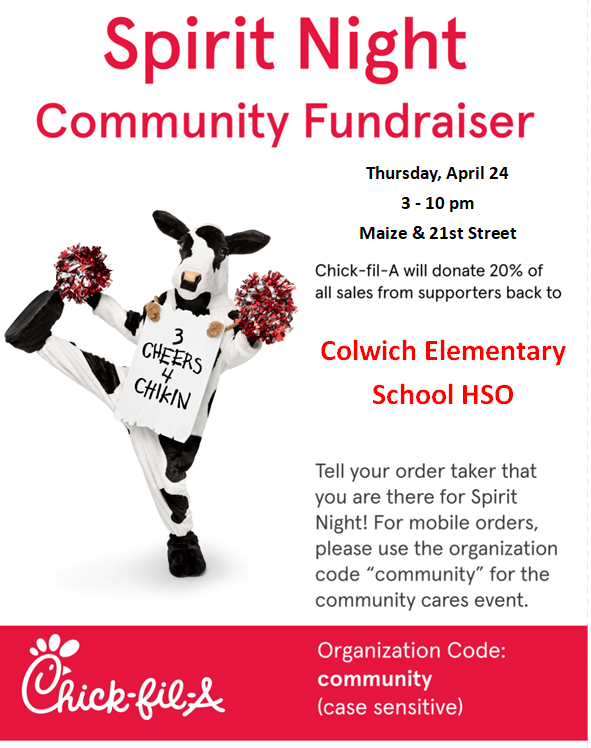 Spirit Night
Community Fundraiser
Thursday, April 24
3 - 10 pm
Maize & 21st Street
Chick-fil-A will donate 20% of
all sales from supporters back to
Colwich Elementary
School HSO
3
CHEERS
4
CHIKIN
Tell your order taker that
you are there for Spirit
Night! For mobile orders,
please use the organization
code “community” for the
community cares event.
Chick-fil-A
Organization Code:
community
(case sensitive)